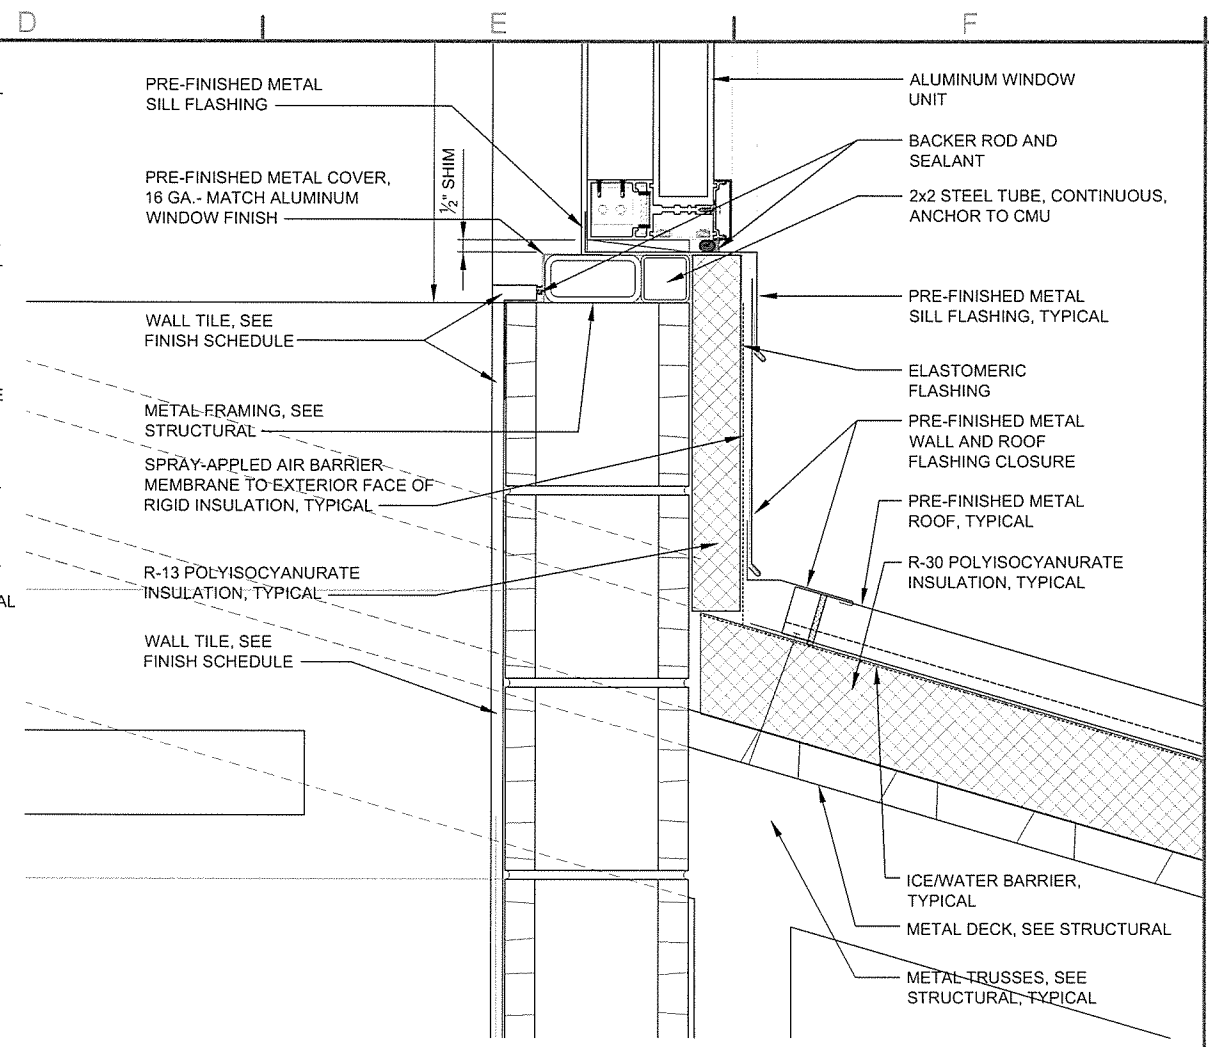 D
E
F
PRE-FINISHED METAL
SILL FLASHING
PRE-FINISHED METAL COVER,
16 GA.- MATCH ALUMINUM
WINDOW FINISH
½" SHIM
WALL TILE, SEE
FINISH SCHEDULE
METAL FRAMING, SEE
STRUCTURAL
SPRAY-APPLED AIR BARRIER
MEMBRANE TO EXTERIOR FACE OF
RIGID INSULATION, TYPICAL
R-13 POLYISOCYANURATE
INSULATION, TYPICAL
WALL TILE, SEE
FINISH SCHEDULE
ALUMINUM WINDOW
UNIT
BACKER ROD AND
SEALANT
2x2 STEEL TUBE, CONTINUOUS,
ANCHOR TO CMU
PRE-FINISHED METAL
SILL FLASHING, TYPICAL
ELASTOMERIC
FLASHING
PRE-FINISHED METAL
WALL AND ROOF
FLASHING CLOSURE
PRE-FINISHED METAL
ROOF, TYPICAL
R-30 POLYISOCYANURATE
INSULATION, TYPICAL
ICE/WATER BARRIER,
TYPICAL
METAL DECK, SEE STRUCTURAL
METAL TRUSSES, SEE
STRUCTURAL, TYPICAL